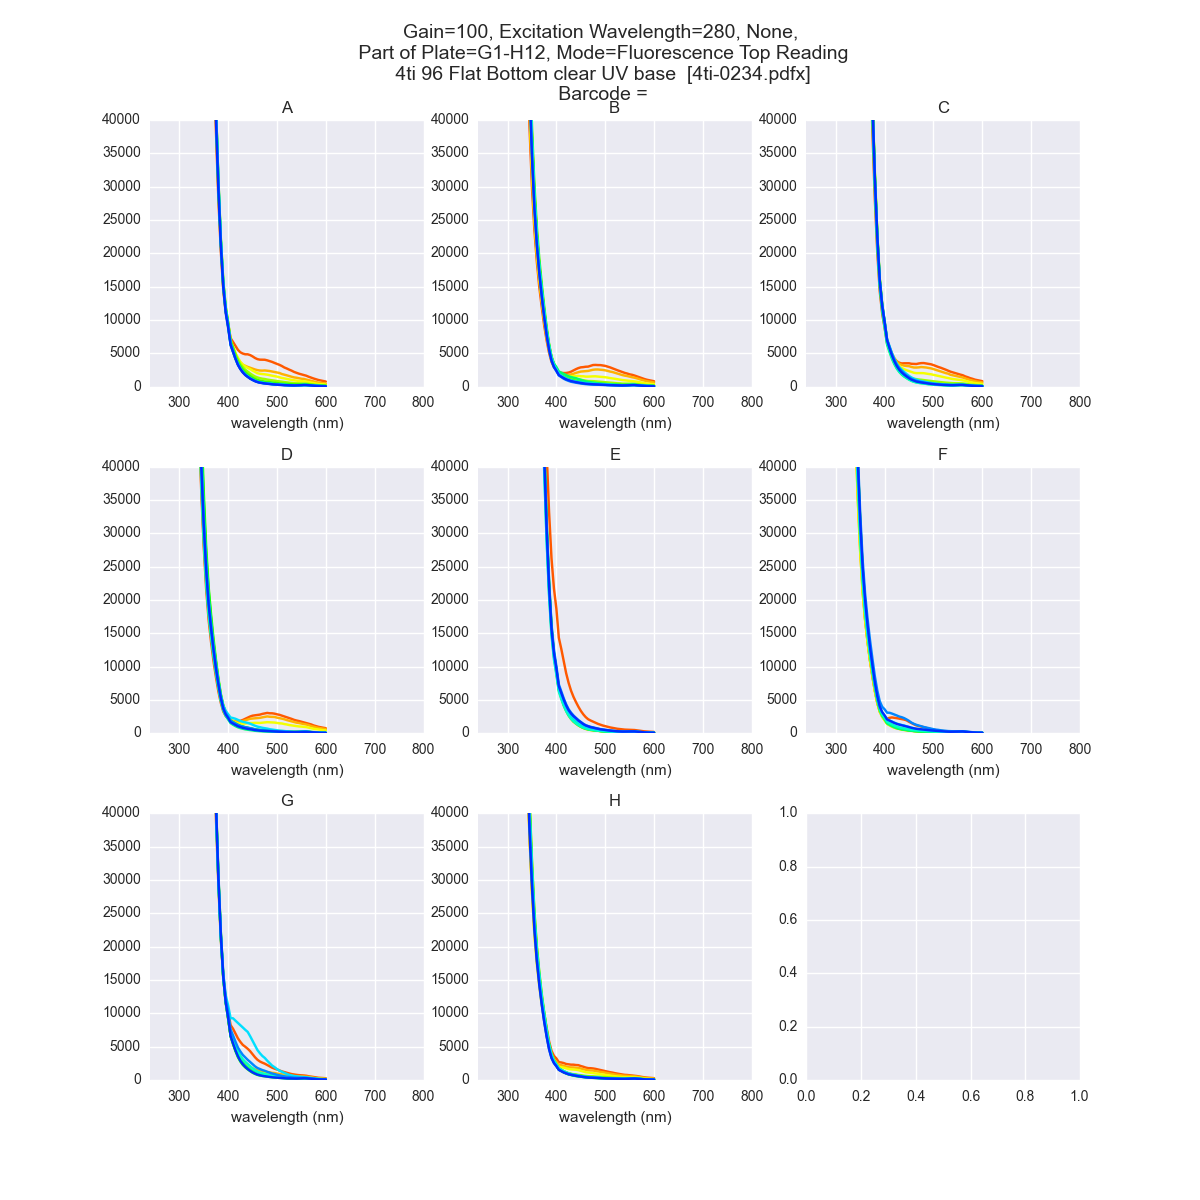 Gain=100, Excitation Wavelength=280, None,
Part of Plate=G1-H12, Mode=Fluorescence Top Reading
4ti 96 Flat Bottom clear UV base  [4ti-0234.pdfx]
Barcode =
A B C
40000 40000 40000
35000 35000 35000
30000 30000 30000
25000 25000 25000
20000 20000 20000
15000 15000 15000
10000 10000 10000
5000 5000 5000
0 0 0
300 400 500 600 700 800 300 400 500 600 700 800 300 400 500 600 700 800
wavelength (nm) wavelength (nm) wavelength (nm)
D E F
40000 40000 40000
35000 35000 35000
30000 30000 30000
25000 25000 25000
20000 20000 20000
15000 15000 15000
10000 10000 10000
5000 5000 5000
0 0 0
300 400 500 600 700 800 300 400 500 600 700 800 300 400 500 600 700 800
wavelength (nm) wavelength (nm) wavelength (nm)
G H
40000 40000 1.0
35000 35000
30000 30000 0.8
25000 25000
20000 20000 0.6
15000 15000 0.4
10000 10000
5000 5000 0.2
0 0 0.0
300 400 500 600 700 800 300 400 500 600 700 800 0.0 0.2 0.4 0.6 0.8 1.0
wavelength (nm) wavelength (nm)